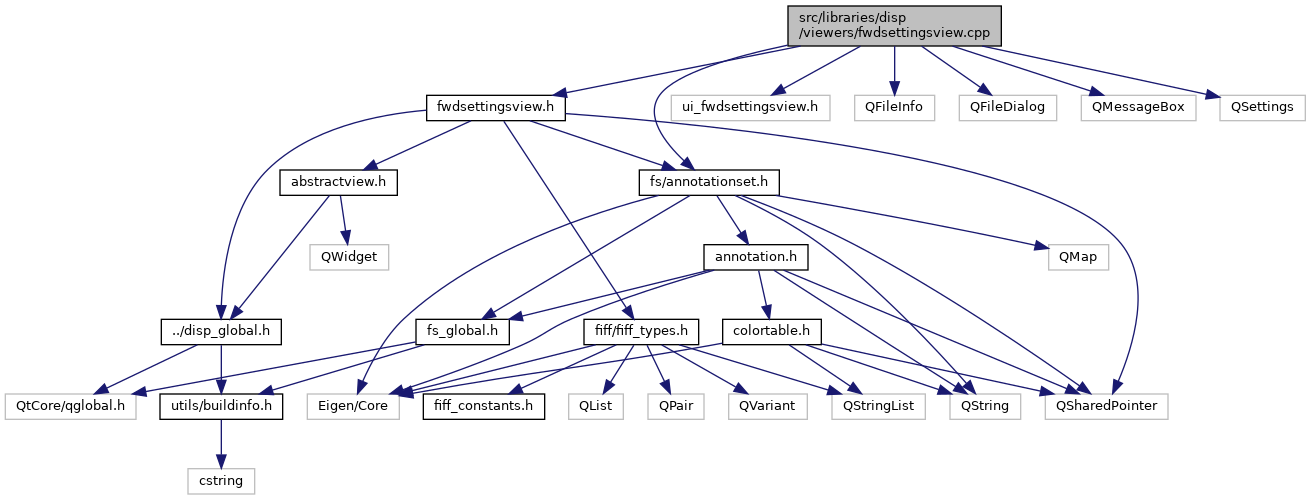 src/libraries/disp
/viewers/fwdsettingsview.cpp
fwdsettingsview.h
ui_fwdsettingsview.h
QFileInfo
QFileDialog
QMessageBox
QSettings
abstractview.h
fs/annotationset.h
QWidget
annotation.h
QMap
../disp_global.h
fs_global.h
fiff/fiff_types.h
colortable.h
QtCore/qglobal.h
utils/buildinfo.h
Eigen/Core
fiff_constants.h
QList
QPair
QVariant
QStringList
QString
QSharedPointer
cstring